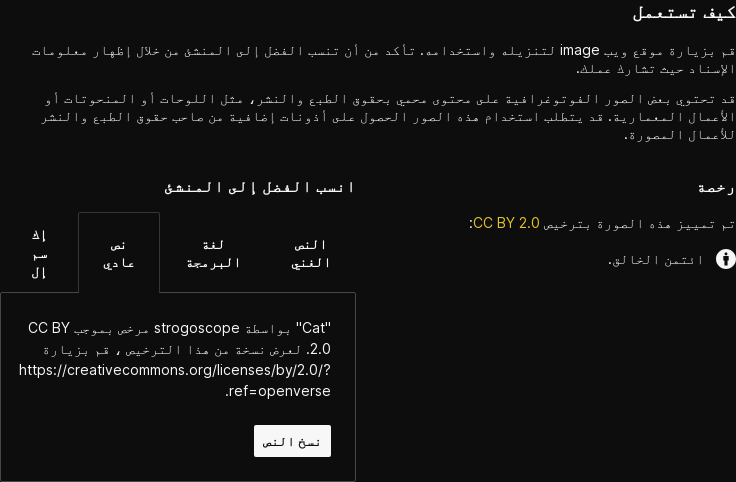 كيف تستعمل
قم بزيارة موقع ويب image لتنزيله واستخدامه. تأكد من أن تنسب الفضل إلى المنشئ من خلال إظهار معلومات
الإسناد حيث تشارك عملك.
قد تحتوي بعض الصور الفوتوغرافية على محتوى محمي بحقوق الطبع والنشر، مثل اللوحات أو المنحوتات أو
الأعمال المعمارية. قد يتطلب استخدام هذه الصور الحصول على أذونات إضافية من صاحب حقوق الطبع والنشر
للأعمال المصورة.
رخصة
تم تمييز هذه الصورة بترخيص CC BY 2.0:
ائتمن الخالق.
انسب الفضل إلى المنشئ
النص
الغني
لغة
البرمجة
نص
عادي
إك
سم
إل
"Cat" بواسطة strogoscope مرخص بموجب CC BY
2.0. لعرض نسخة من هذا الترخيص ، قم بزيارة
https://creativecommons.org/licenses/by/2.0/?
ref=openverse.
نسخ النص